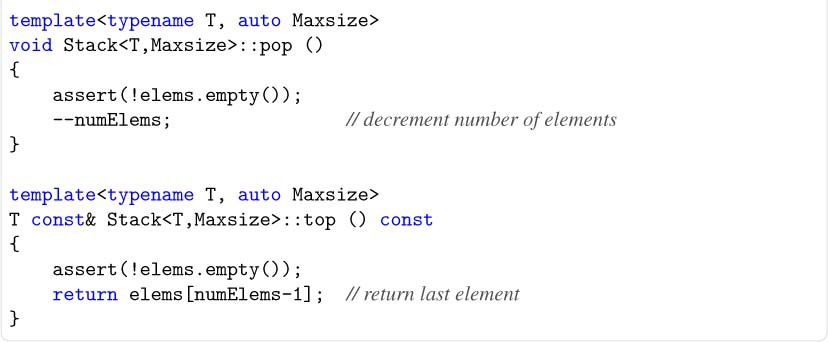 template<typename T, auto Maxsize>
void Stack<T,Maxsize>::pop ()
{
    assert(!elems.empty());
    --numElems;                // decrement number of elements
}

template<typename T, auto Maxsize>
T const& Stack<T,Maxsize>::top () const
{
    assert(!elems.empty());
    return elems[numElems-1];  // return last element
}